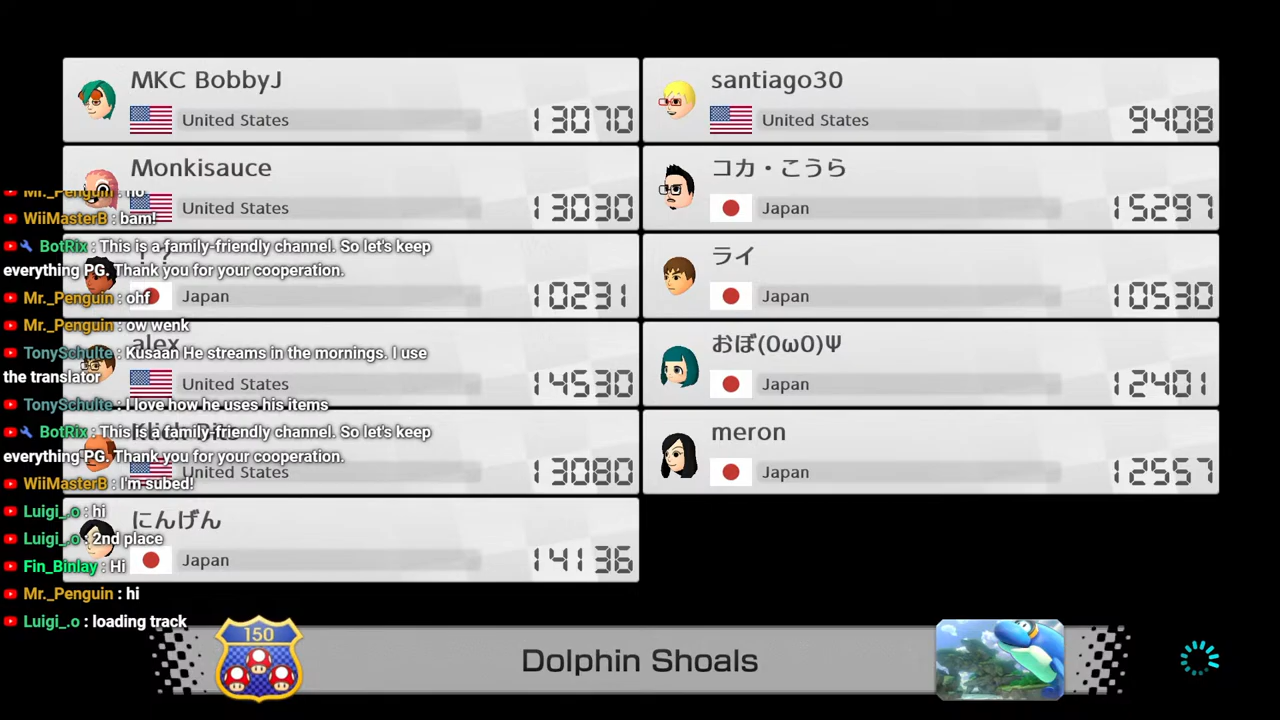 MKC BobbyJ
United States
13070
santiago30
United States
9408
Monkisauce
United States
13030
コカ・こうら
Japan
15297
Japan
10231
ライ
Japan
10530
alex
United States
14530
おぼ(OωO)Ψ
Japan
12401
United States
13080
meron
Japan
12557
にんげん
Japan
14136
Mr._Penguin : no
WiiMasterB : bam!
BotRix : This is a family-friendly channel. So let's keep
everything PG. Thank you for your cooperation.
Mr._Penguin : ohf
Mr._Penguin : ow wenk
TonySchulte : Kusaan He streams in the mornings. I use
the translator
TonySchulte : I love how he uses his items
BotRix : This is a family-friendly channel. So let's keep
everything PG. Thank you for your cooperation.
WiiMasterB : I'm subed!
Luigi_.o : hi
Luigi_.o : 2nd place
Fin_Binlay : Hi
Mr._Penguin : hi
Luigi_.o : loading track
150
Dolphin Shoals